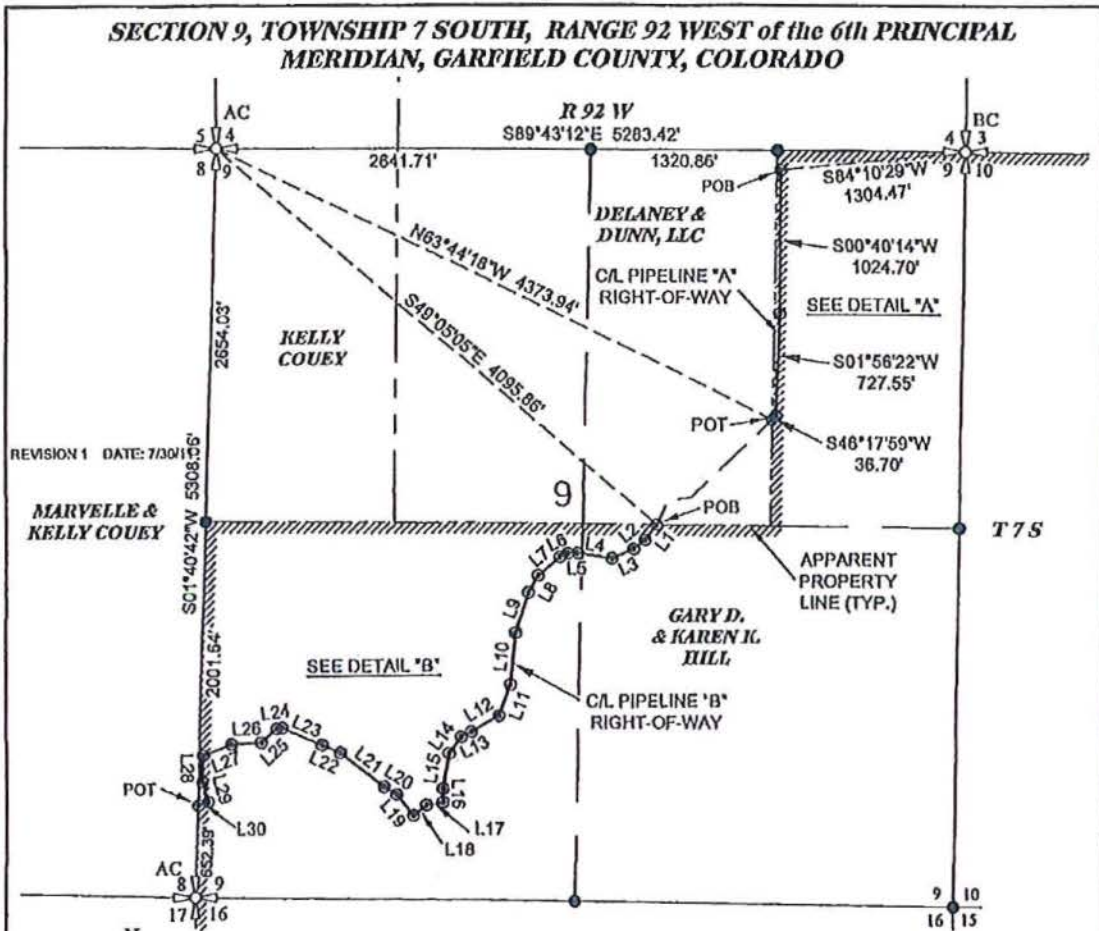 SECTION 9, TOWNSHIP 7 SOUTH, RANGE 92 WEST of the 6th PRINCIPAL
MERIDIAN, GARFIELD COUNTY, COLORADO
AC
R 92 W
BC
5 4
S89°43'12"E 5283.42'
4 3
8 9
2641.71'
1320.86'
9 10
POB
S84°10'29"W
1304.47'
DELANEY &
DUNN, LLC
N63°44'18"W 4373.94'
S00°40'14"W
1024.70'
C/L PIPELINE "A"
RIGHT-OF-WAY
SEE DETAIL "A"
2654.03'
KELLY
COUEY
S49°05'05"E 4095.86'
S01°56'22"W
727.55'
POT
S46°17'59"W
36.70'
REVISION 1 DATE: 7/30/11
S01°40'42"W 5308.06'
MARVELLE &
KELLY COUEY
9
POB
T 7 S
L1
L2
L3
L4
L5
L6
L7
L8
L9
L10
L11
APPARENT
PROPERTY
LINE (TYP.)
GARY D.
& KAREN K.
HILL
2001.64'
SEE DETAIL "B"
C/L PIPELINE "B"
RIGHT-OF-WAY
L12
L13
L14
L15
L16
L17
L18
L19
L20
L21
L22
L23
L24
L25
L26
L27
L28
L29
POT
L30
652.39'
AC
8 9
17 16
9 10
16 15